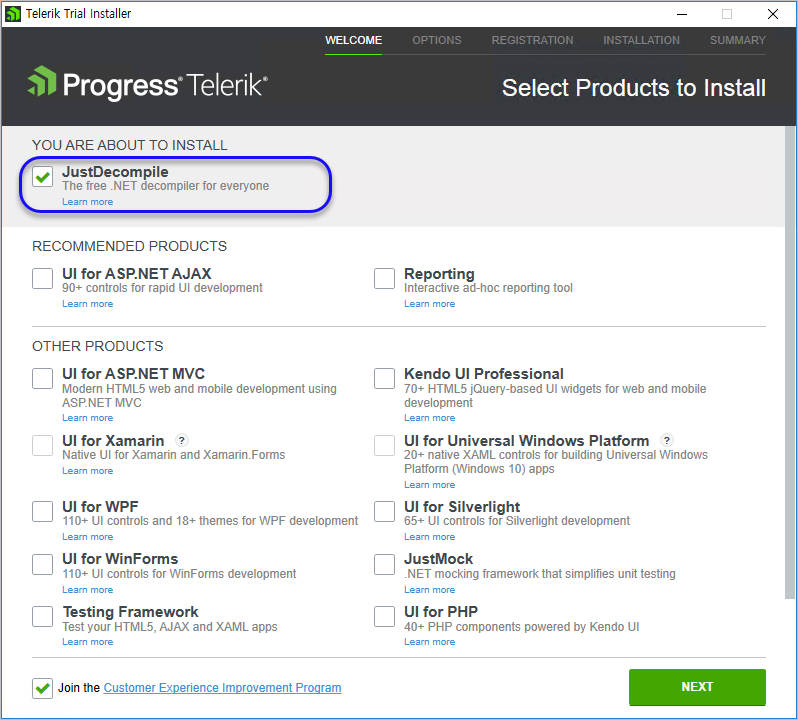 Telerik Trial Installer
WELCOME OPTIONS REGISTRATION INSTALLATION SUMMARY
Progress® Telerik®
Select Products to Install
YOU ARE ABOUT TO INSTALL
JustDecompile
The free .NET decompiler for everyone
Learn more
RECOMMENDED PRODUCTS
UI for ASP.NET AJAX
90+ controls for rapid UI development
Learn more
Reporting
Interactive ad-hoc reporting tool
Learn more
OTHER PRODUCTS
UI for ASP.NET MVC
Modern HTML5 web and mobile development using
ASP.NET MVC
Learn more
Kendo UI Professional
70+ HTML5 jQuery-based UI widgets for web and mobile
development
Learn more
UI for Xamarin ?
Native UI for Xamarin and Xamarin.Forms
Learn more
UI for Universal Windows Platform ?
20+ native XAML controls for building Universal Windows
Platform (Windows 10) apps
Learn more
UI for WPF
110+ UI controls and 18+ themes for WPF development
Learn more
UI for Silverlight
65+ UI controls for Silverlight development
Learn more
UI for WinForms
110+ UI controls for WinForms development
Learn more
JustMock
.NET mocking framework that simplifies unit testing
Learn more
Testing Framework
Test your HTML5, AJAX and XAML apps
Learn more
UI for PHP
40+ PHP components powered by Kendo UI
Learn more
Join the Customer Experience Improvement Program
NEXT